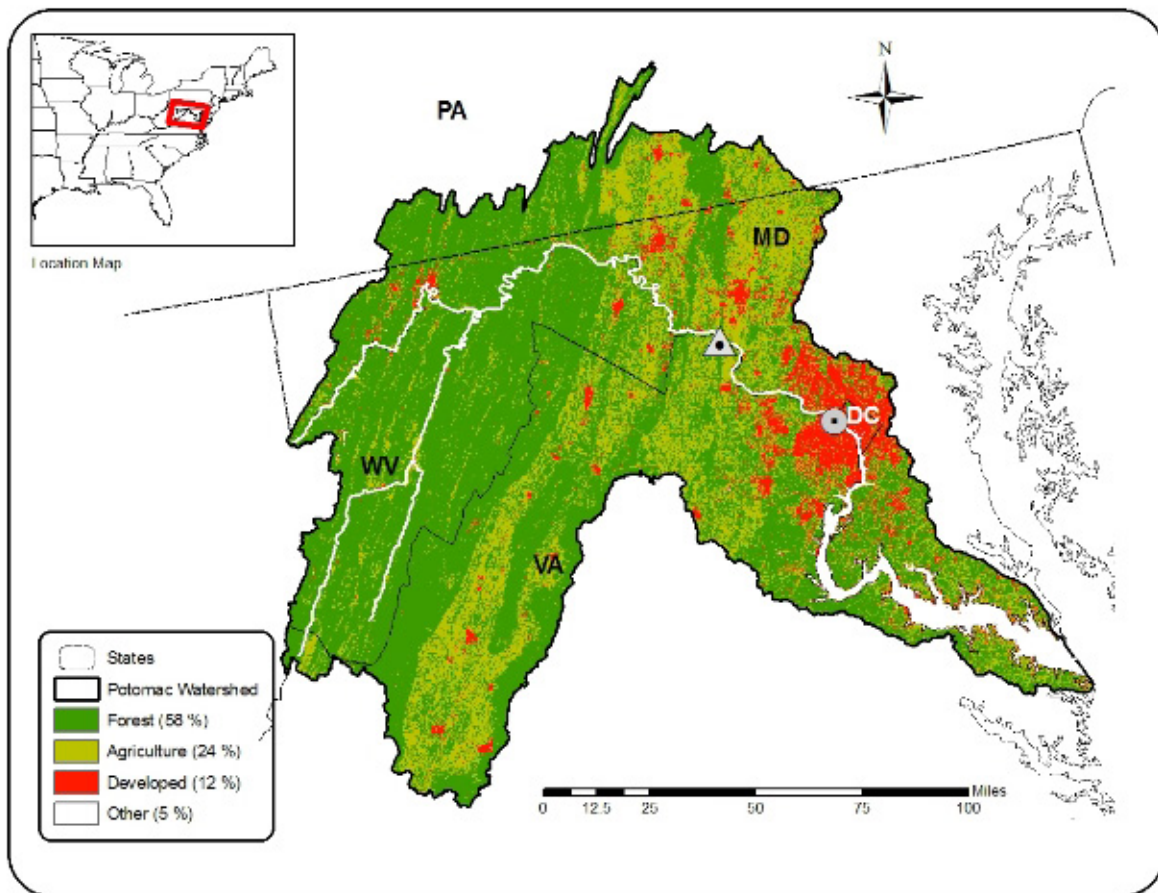 N
PA
Location Map
MD
DC
WV
VA
States
Potomac Watershed
Forest (58 %)
Agriculture (24 %)
Developed (12 %)
Other (5 %)
Miles
0 12.5 25 50 75 100